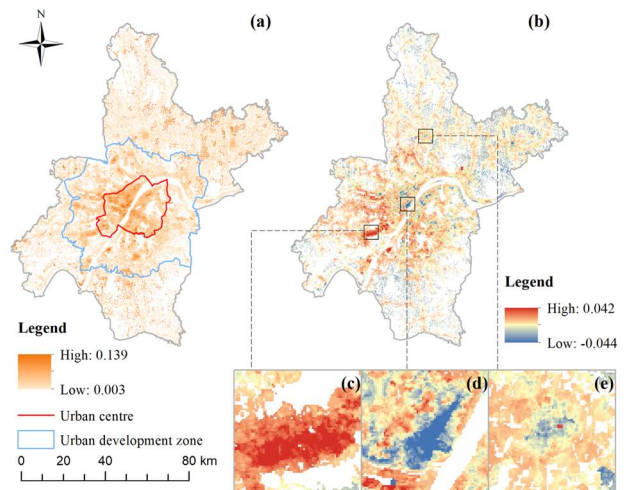 N
(a)
(b)
Legend
High: 0.139
Low: 0.003
Urban centre
Urban development zone
0 20 40 80 km
Legend
High: 0.042
Low: -0.044
(c)
(d)
(e)